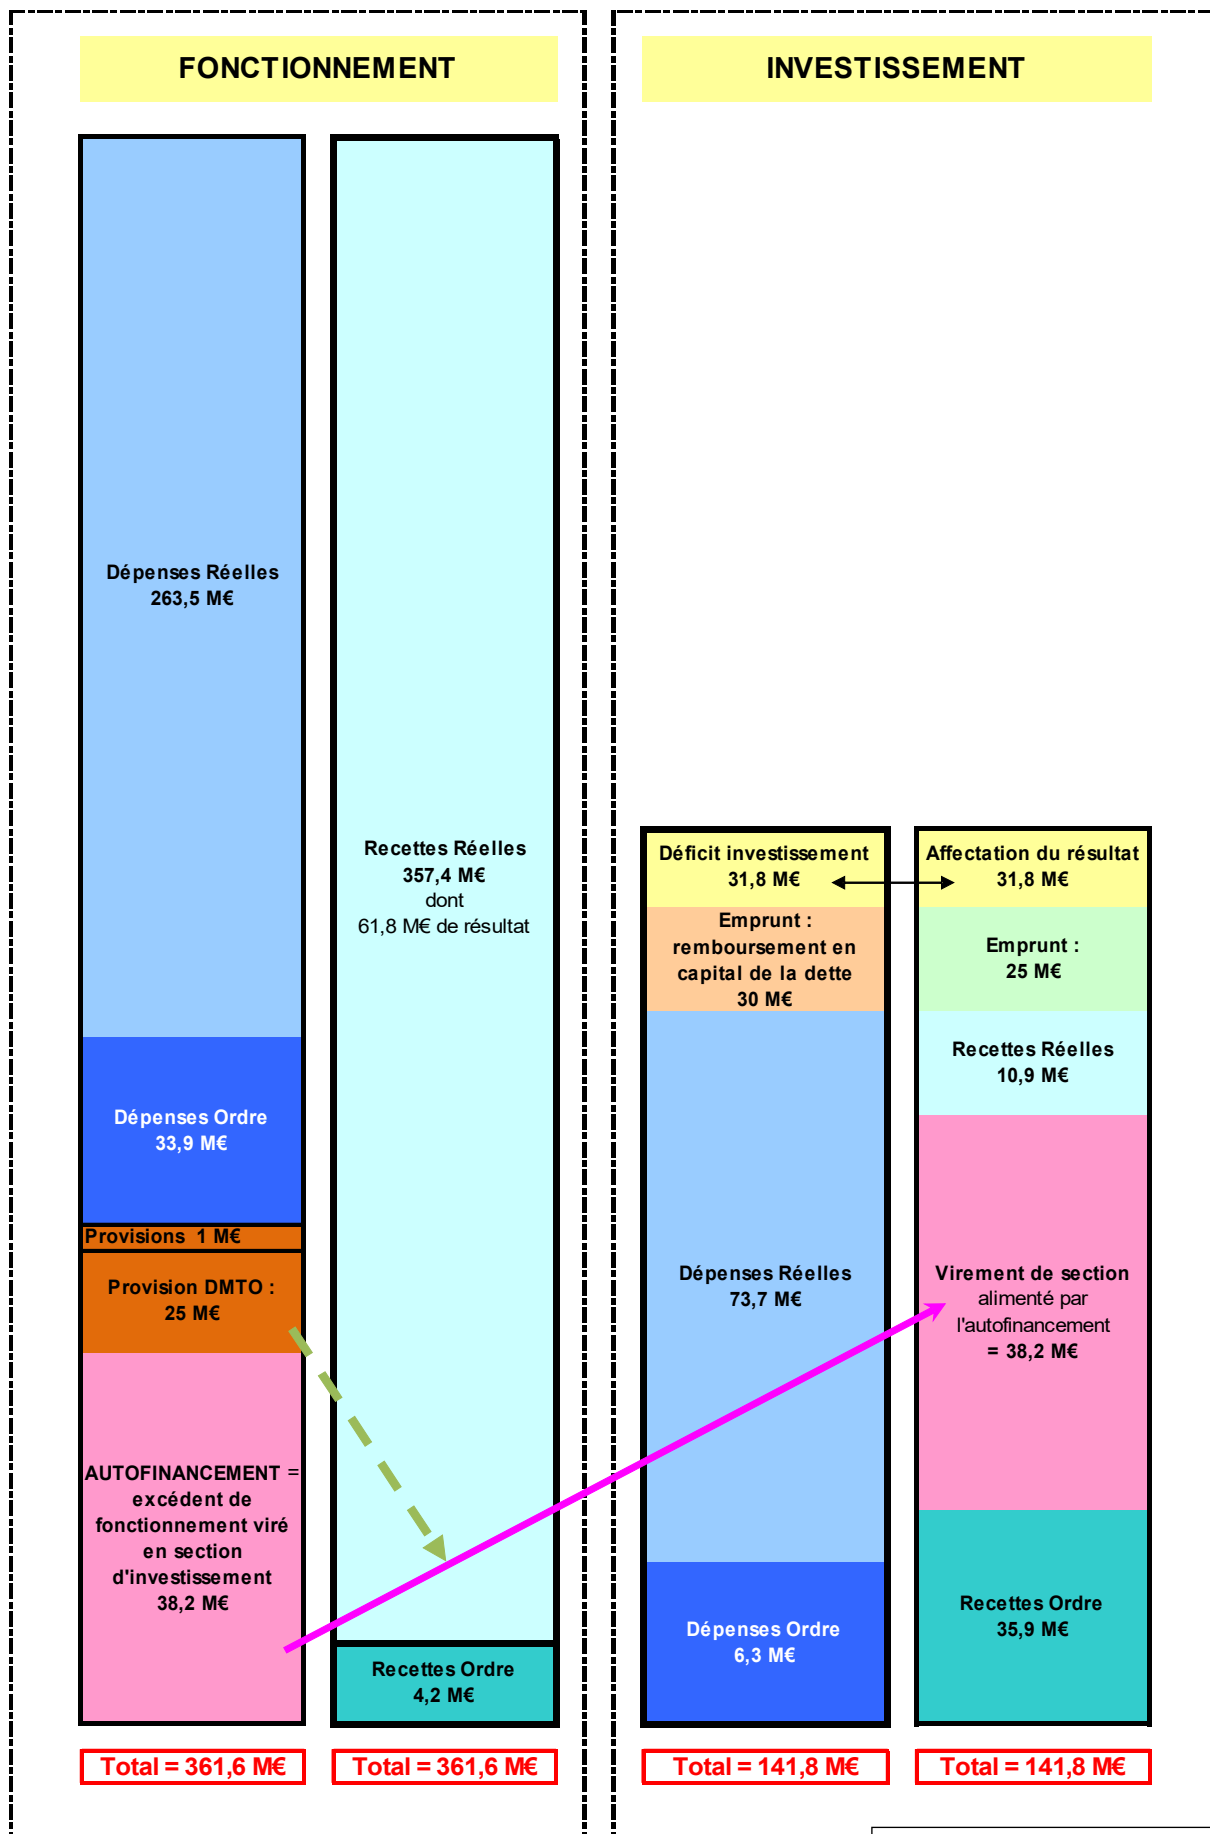 FONCTIONNEMENT
Dépenses Réelles
263,5 M€
Dépenses Ordre
33,9 M€
Provisions 1 M€
Provision DMTO :
25 M€
AUTOFINANCEMENT =
excédent de
fonctionnement viré
en section
d'investissement
38,2 M€
Total = 361,6 M€
Recettes Réelles
357,4 M€
dont
61,8 M€ de résultat
Recettes Ordre
4,2 M€
Total = 361,6 M€
INVESTISSEMENT
Déficit investissement
31,8 M€
Emprunt :
remboursement en
capital de la dette
30 M€
Dépenses Réelles
73,7 M€
Dépenses Ordre
6,3 M€
Total = 141,8 M€
Affectation du résultat
31,8 M€
Emprunt :
25 M€
Recettes Réelles
10,9 M€
Virement de section
alimenté par
l'autofinancement
= 38,2 M€
Recettes Ordre
35,9 M€
Total = 141,8 M€